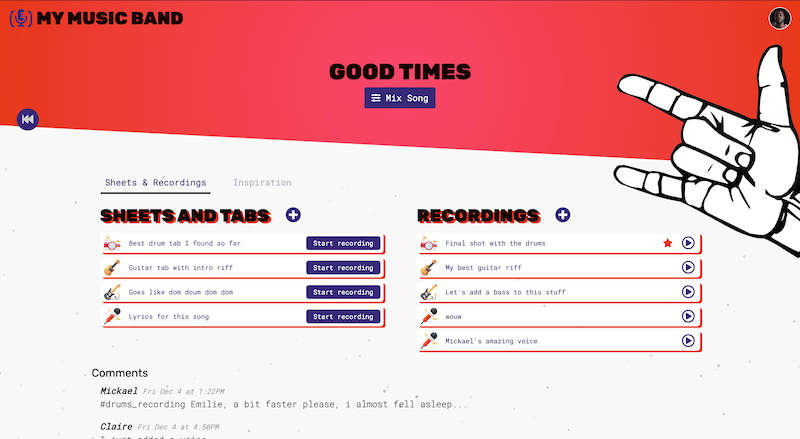 MY MUSIC BAND
GOOD TIMES
Mix Song
Sheets & Recordings
Inspiration
SHEETS AND TABS
Best drum tab I found so far
Start recording
Guitar tab with intro riff
Start recording
Goes like dom doum dom dom
Start recording
Lyrics for this song
Start recording
RECORDINGS
Final shot with the drums
My best guitar riff
Let's add a bass to this stuff
wouw
Mickael's amazing voice
Comments
Mickael Fri Dec 4 at 1:22PM
#drums_recording Emilie, a bit faster please, i almost fell asleep...
Claire Fri Dec 4 at 4:50PM
I just added a voice